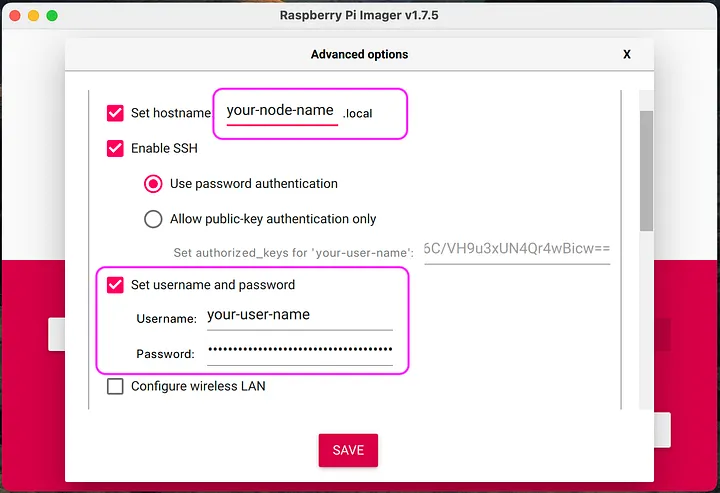 Raspberry Pi Imager v1.7.5
Advanced options X
Set hostname your-node-name .local
Enable SSH
Use password authentication
Allow public-key authentication only
Set authorized_keys for 'your-user-name': 6C/VH9u3xUN4Qr4wBicw==
Set username and password
Username: your-user-name
Password: ••••••••••••••••••••••••••••••••••••
Configure wireless LAN
SAVE